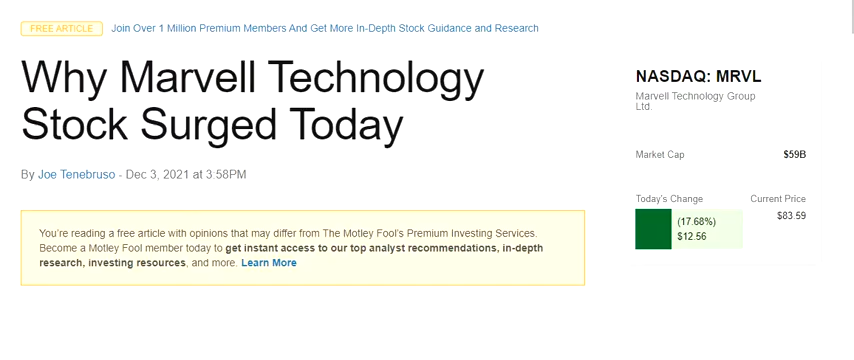 FREE ARTICLE Join Over 1 Million Premium Members And Get More In-Depth Stock Guidance and Research
Why Marvell Technology
Stock Surged Today
By Joe Tenebruso - Dec 3, 2021 at 3:58PM
You're reading a free article with opinions that may differ from The Motley Fool's Premium Investing Services.
Become a Motley Fool member today to get instant access to our top analyst recommendations, in-depth
research, investing resources, and more. Learn More
NASDAQ: MRVL
Marvell Technology Group
Ltd.
Market Cap $59B
Today's Change Current Price
(17.68%) $83.59
$12.56